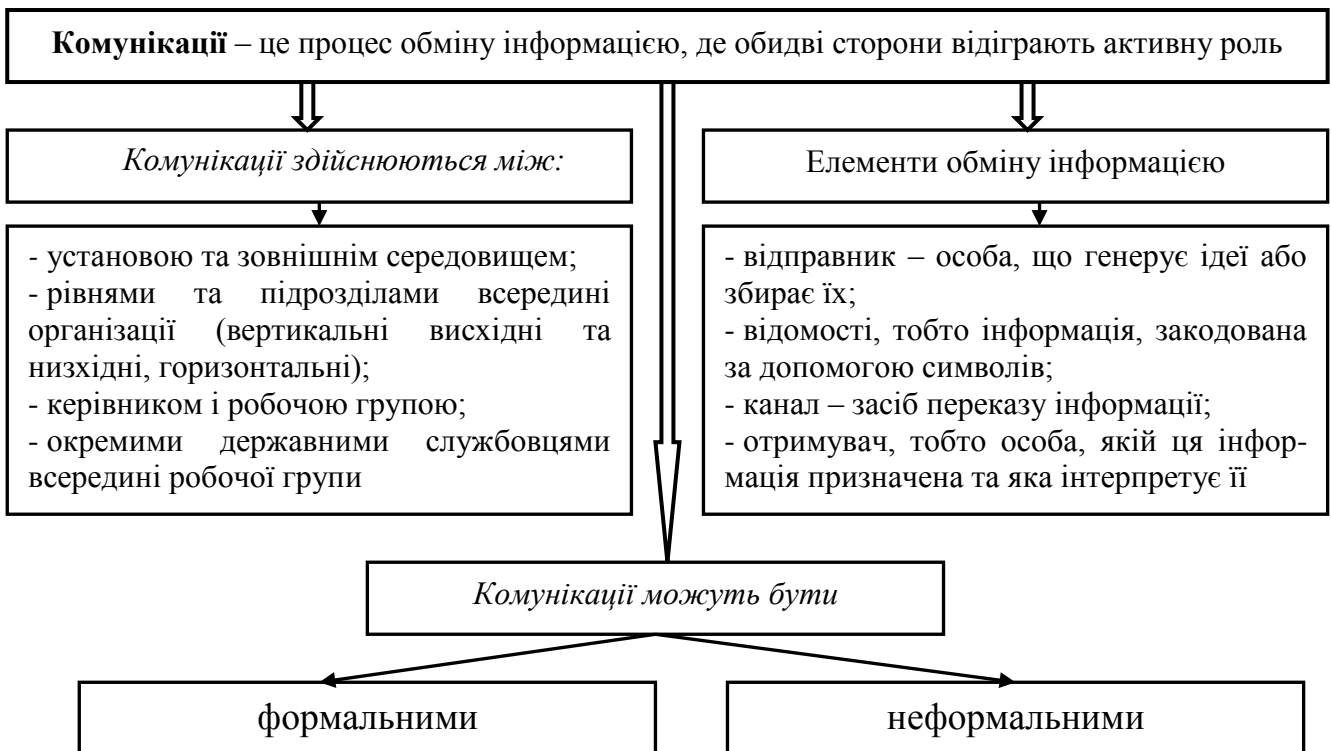 Комунікації – це процес обміну інформацією, де обидві сторони відіграють активну роль
Комунікації здійснюються між:
- установою та зовнішнім середовищем;
- рівнями та підрозділами всередині
організації (вертикальні висхідні та
низхідні, горизонтальні);
- керівником і робочою групою;
- окремими державними службовцями
всередині робочої групи
Елементи обміну інформацією
- відправник – особа, що генерує ідеї або
збирає їх;
- відомості, тобто інформація, закодована
за допомогою символів;
- канал – засіб переказу інформації;
- отримувач, тобто особа, якій ця інфор-
мація призначена та яка інтерпретує її
Комунікації можуть бути
формальними
неформальними